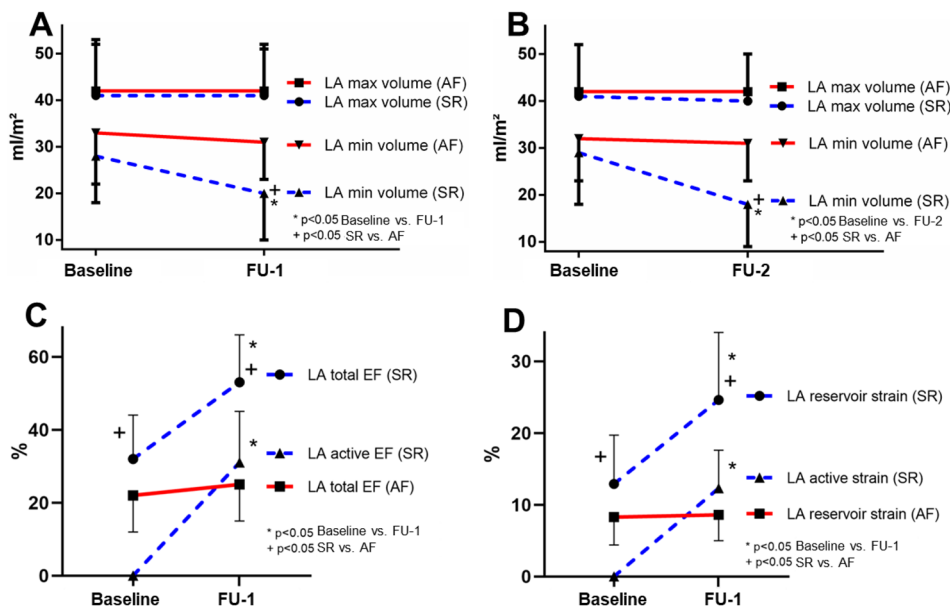 A
ml/m²
50
40
30
20
10
Baseline
FU-1
LA max volume (AF)
LA max volume (SR)
LA min volume (AF)
LA min volume (SR)
+
*
* p<0.05 Baseline vs. FU-1
+ p<0.05 SR vs. AF
B
ml/m²
50
40
30
20
10
Baseline
FU-2
LA max volume (AF)
LA max volume (SR)
LA min volume (AF)
LA min volume (SR)
+
*
* p<0.05 Baseline vs. FU-2
+ p<0.05 SR vs. AF
C
%
60
40
20
0
Baseline
FU-1
+
*
+
LA total EF (SR)
*
LA active EF (SR)
LA total EF (AF)
* p<0.05 Baseline vs. FU-1
+ p<0.05 SR vs. AF
D
%
30
20
10
0
Baseline
FU-1
+
*
+
LA reservoir strain (SR)
*
LA active strain (SR)
LA reservoir strain (AF)
* p<0.05 Baseline vs. FU-1
+ p<0.05 SR vs. AF